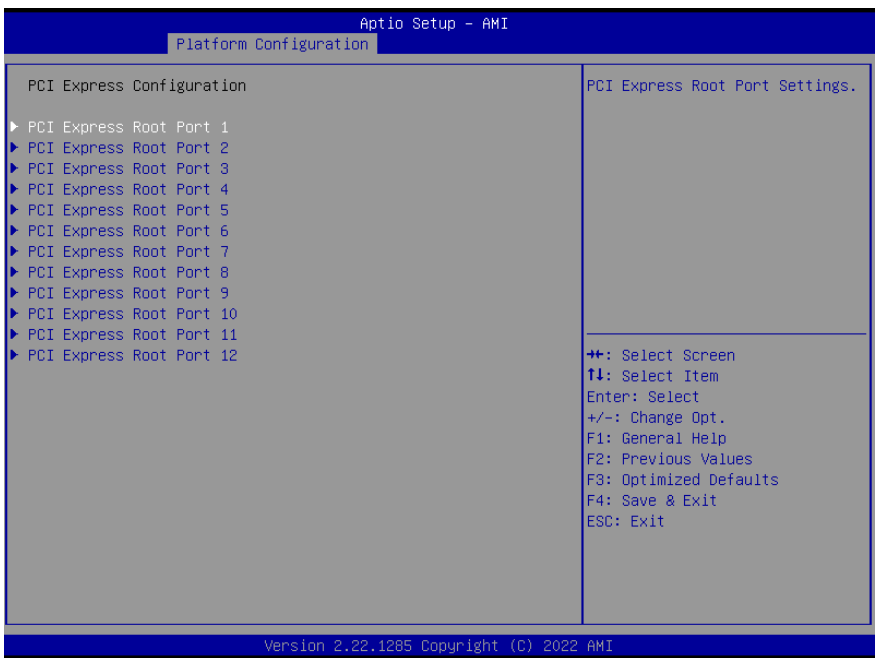 Aptio Setup – AMI
Platform Configuration
PCI Express Configuration
PCI Express Root Port 1
PCI Express Root Port 2
PCI Express Root Port 3
PCI Express Root Port 4
PCI Express Root Port 5
PCI Express Root Port 6
PCI Express Root Port 7
PCI Express Root Port 8
PCI Express Root Port 9
PCI Express Root Port 10
PCI Express Root Port 11
PCI Express Root Port 12
PCI Express Root Port Settings.
→←: Select Screen
↑↓: Select Item
Enter: Select
+/-: Change Opt.
F1: General Help
F2: Previous Values
F3: Optimized Defaults
F4: Save & Exit
ESC: Exit
Version 2.22.1285 Copyright (C) 2022 AMI